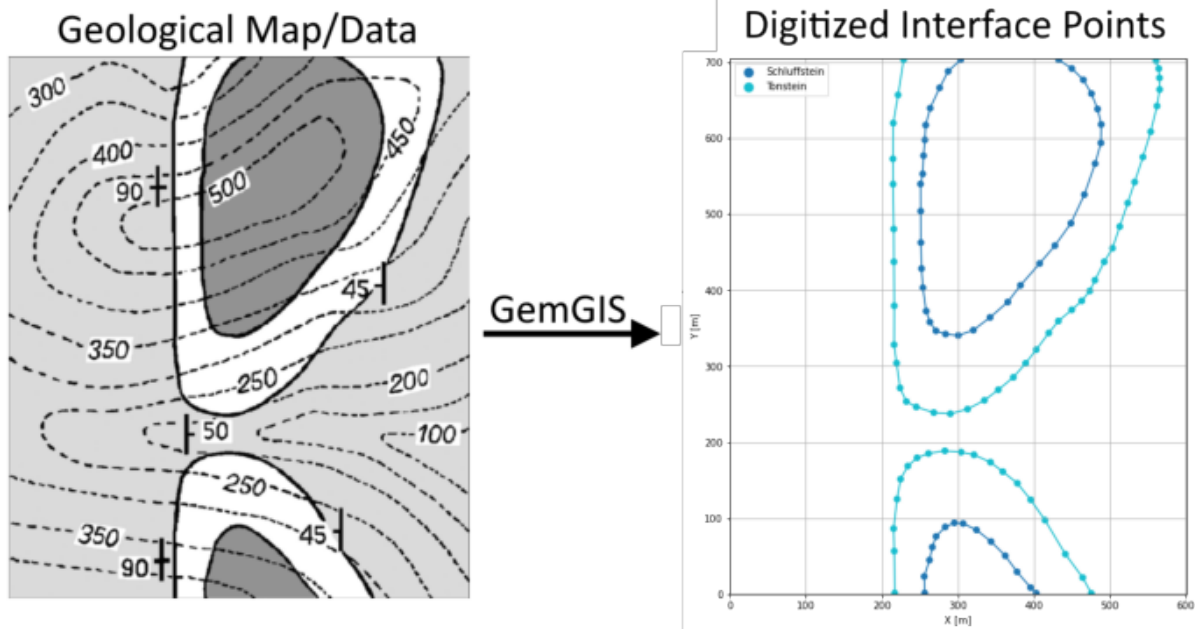 Geological Map/Data
300
400
90
500
450
45
350
250
200
50
100
250
350
45
90
GemGIS
Digitized Interface Points
Schluffstein
Tonstein
700
600
500
400
300
200
100
0
Y [m]
0 100 200 300 400 500 600
X [m]